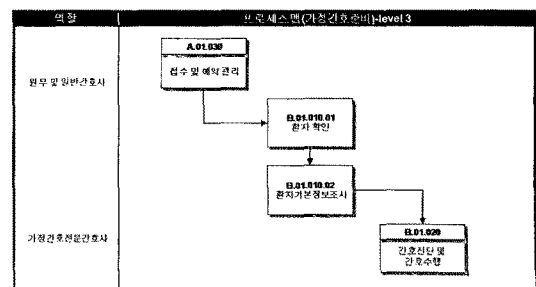 역할
프로세스맵(가정간호준비)-level 3
A.01.030
접수 및 예약 관리
원무 및 일반간호사
B.01.010.01
환자 확인
B.01.010.02
환자기본정보조사
가정간호전문간호사
B.01.020
간호진단 및
간호수행